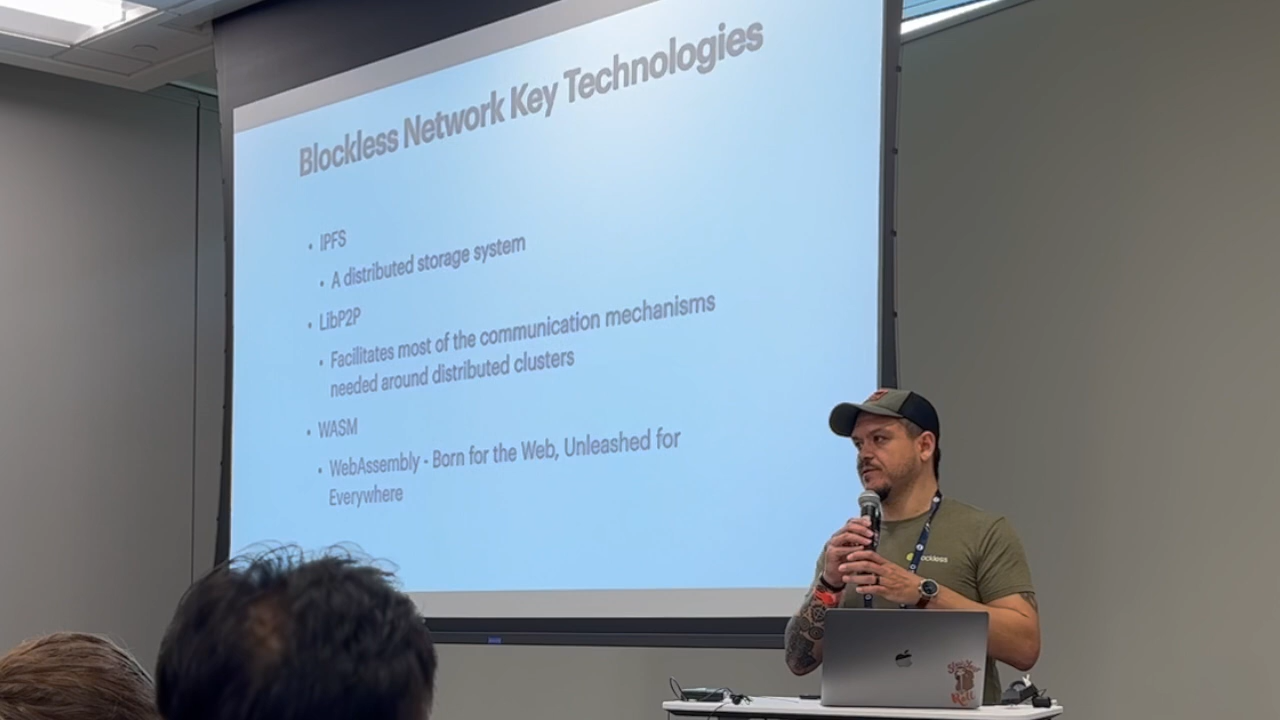 Blockless Network Key Technologies
• IPFS
• A distributed storage system
• LibP2P
• Facilitates most of the communication mechanisms
needed around distributed clusters
• WASM
• WebAssembly - Born for the Web, Unleashed for
Everywhere
ockless